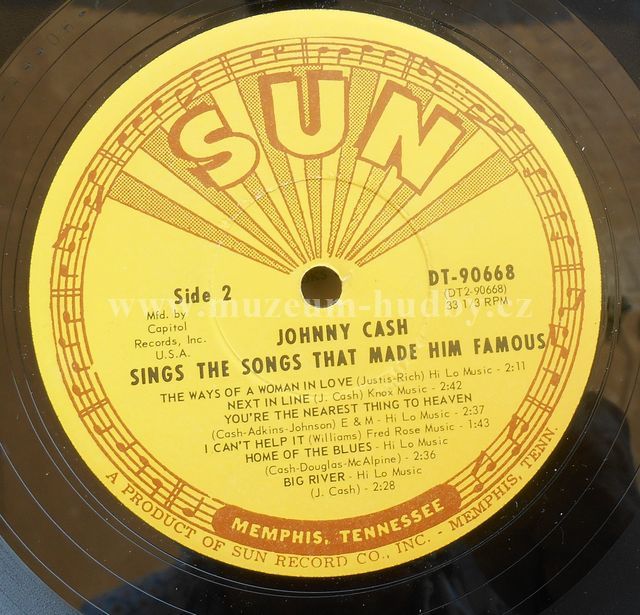 SUN
Side 2
DT-90668
(DT2-90668)
33 1/3 RPM
Mfd. by
Capitol
Records, Inc.
U.S.A.
www.muzeum-hudby.cz
JOHNNY CASH
SINGS THE SONGS THAT MADE HIM FAMOUS
THE WAYS OF A WOMAN IN LOVE (Justis-Rich) Hi Lo Music - 2:11
NEXT IN LINE (J. Cash) Knox Music - 2:42
YOU'RE THE NEAREST THING TO HEAVEN
(Cash-Adkins-Johnson) E & M - Hi Lo Music - 2:37
I CAN'T HELP IT (Williams) Fred Rose Music - 1:43
HOME OF THE BLUES - Hi Lo Music
(Cash-Douglas-McAlpine) - 2:36
BIG RIVER - Hi Lo Music
(J. Cash) - 2:28
MEMPHIS, TENNESSEE
A PRODUCT OF SUN RECORD CO., INC. - MEMPHIS, TENN.